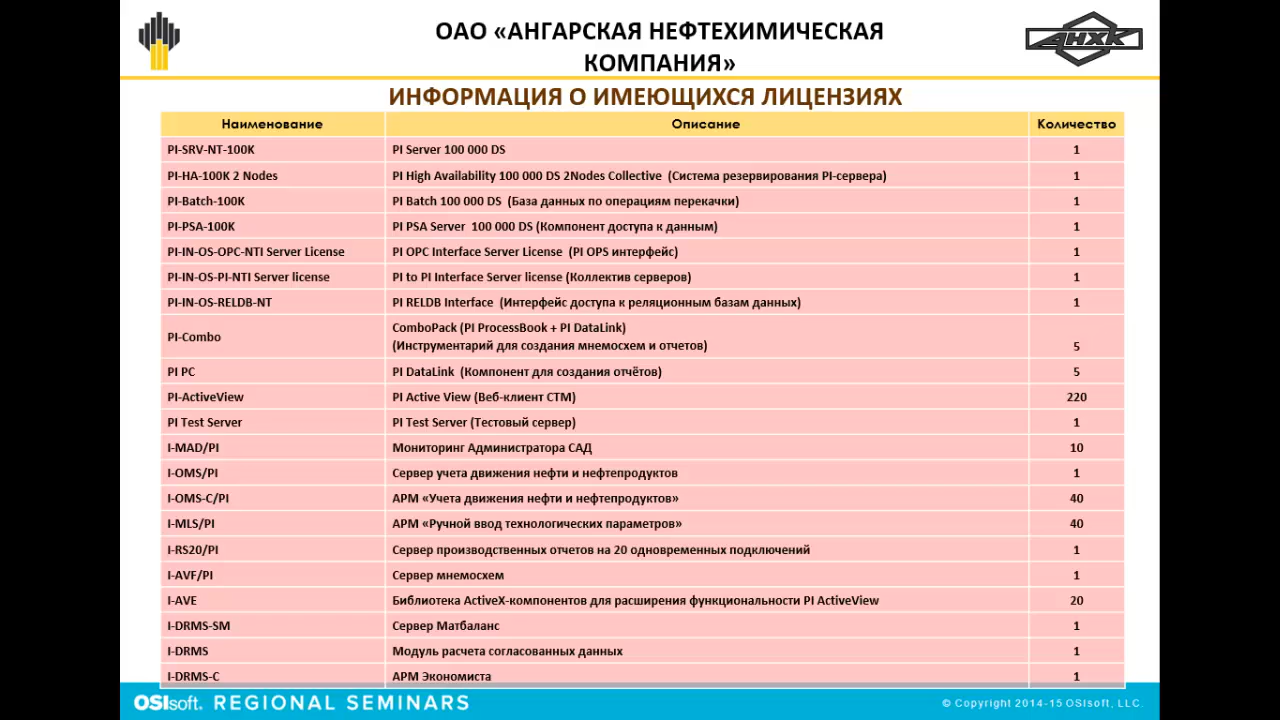 ОАО «АНГАРСКАЯ НЕФТЕХИМИЧЕСКАЯ
КОМПАНИЯ»
АНХК
ИНФОРМАЦИЯ О ИМЕЮЩИХСЯ ЛИЦЕНЗИЯХ
Наименование Описание Количество
PI-SRV-NT-100K PI Server 100 000 DS 1
PI-HA-100K 2 Nodes PI High Availability 100 000 DS 2Nodes Collective (Система резервирования PI-сервера) 1
PI-Batch-100K PI Batch 100 000 DS (База данных по операциям перекачки) 1
PI-PSA-100K PI PSA Server 100 000 DS (Компонент доступа к данным) 1
PI-IN-OS-OPC-NTI Server License PI OPC Interface Server License (PI OPS интерфейс) 1
PI-IN-OS-PI-NTI Server license PI to PI Interface Server license (Коллектив серверов) 1
PI-IN-OS-RELDB-NT PI RELDB Interface (Интерфейс доступа к реляционным базам данных) 1
PI-Combo ComboPack (PI ProcessBook + PI DataLink)
(Инструментарий для создания мнемосхем и отчетов) 5
PI PC PI DataLink (Компонент для создания отчётов) 5
PI-ActiveView PI Active View (Веб-клиент СТМ) 220
PI Test Server PI Test Server (Тестовый сервер) 1
I-MAD/PI Мониторинг Администратора САД 10
I-OMS/PI Сервер учета движения нефти и нефтепродуктов 1
I-OMS-C/PI АРМ «Учета движения нефти и нефтепродуктов» 40
I-MLS/PI АРМ «Ручной ввод технологических параметров» 40
I-RS20/PI Сервер производственных отчетов на 20 одновременных подключений 1
I-AVF/PI Сервер мнемосхем 1
I-AVE Библиотека ActiveX-компонентов для расширения функциональности PI ActiveView 20
I-DRMS-SM Сервер Матбаланс 1
I-DRMS Модуль расчета согласованных данных 1
I-DRMS-C АРМ Экономиста 1
OSIsoft. REGIONAL SEMINARS © Copyright 2014-15 OSIsoft, LLC.